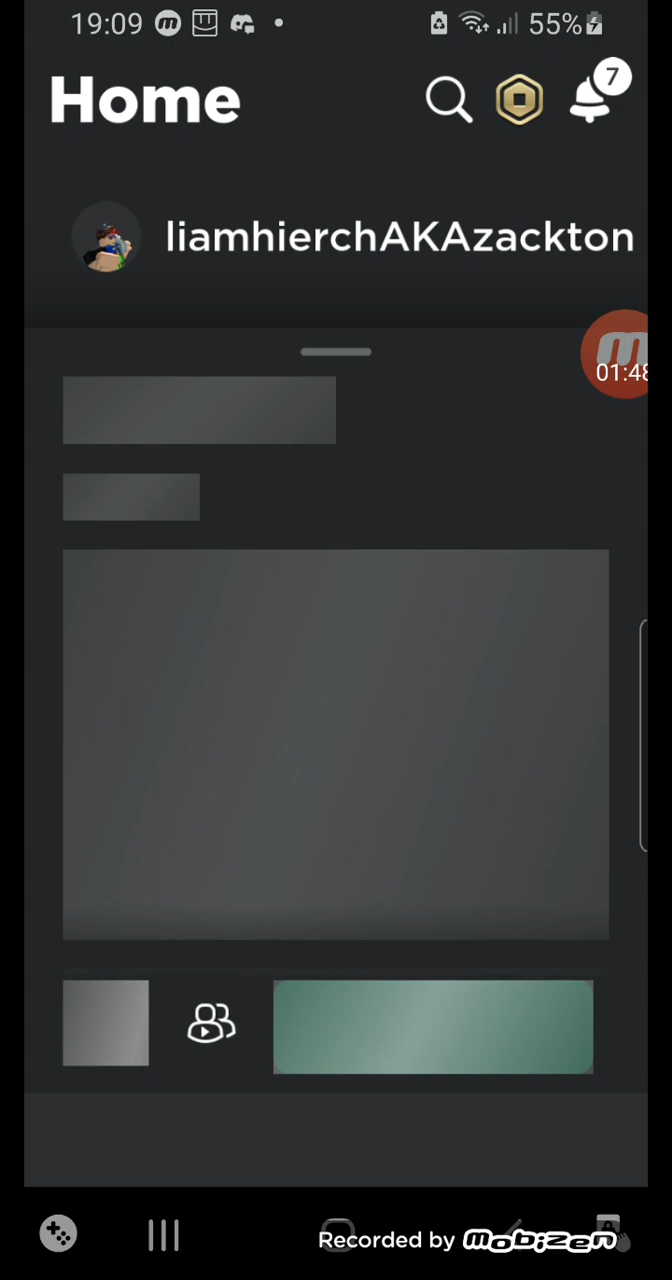 19:09 55%
Home
7
liamhierchAKAzackton
01:48
Recorded by mobizen